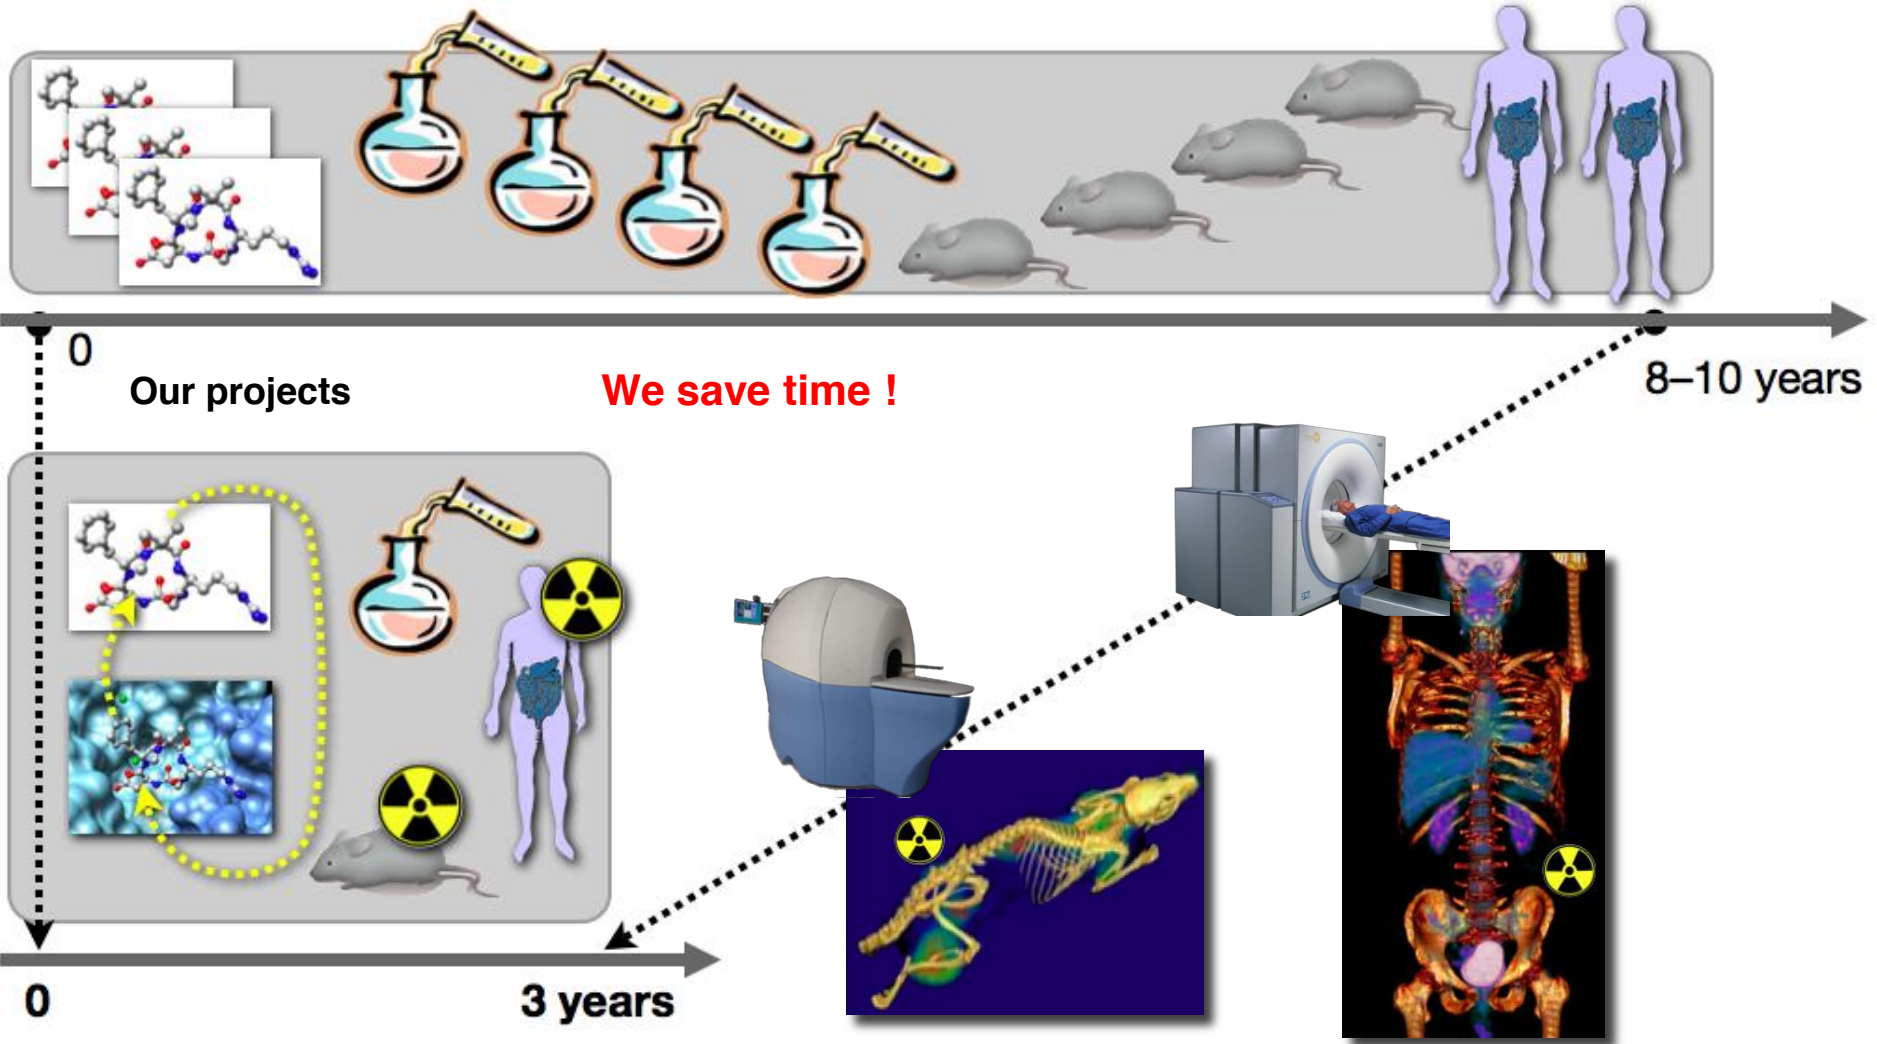 0
8–10 years
Our projects
We save time !
0
3 years